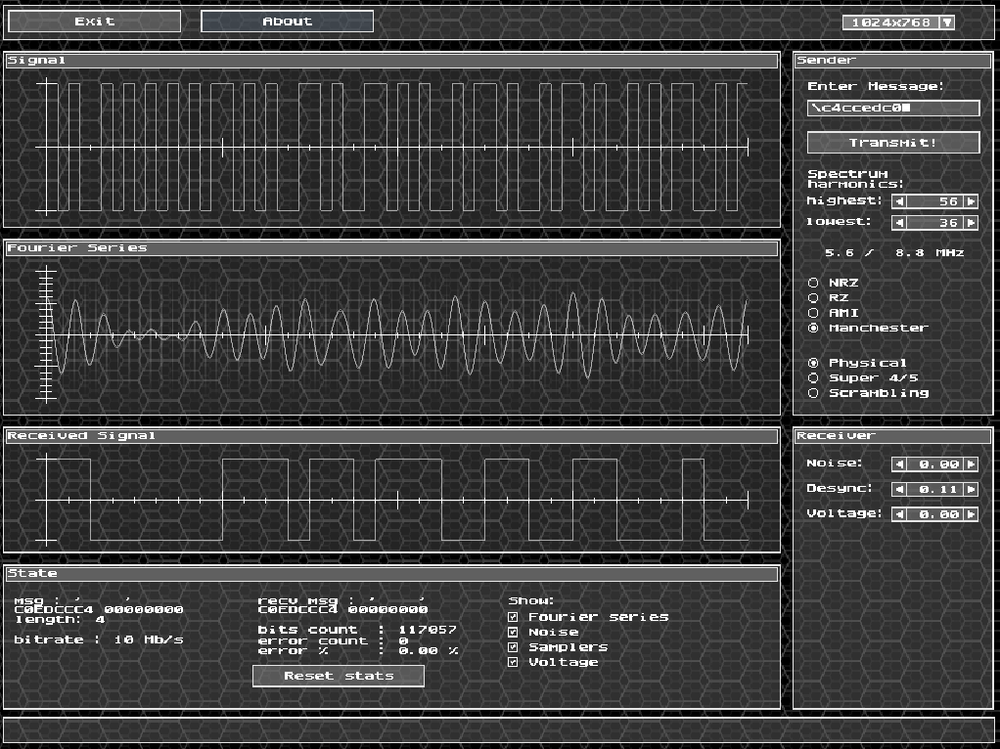 Exit
About
1024x768
Signal
Fourier Series
Received Signal
State
msg : '    '
C0EDCCC4 00000000
length: 4
bitrate : 10 Mb/s
recv msg : '    '
C0EDCCC4 00000000
bits count : 117057
error count : 0
error % : 0.00 %
Reset stats
Show:
Fourier series
Noise
Samplers
Voltage
Sender
Enter Message:
\c4ccedc0
Transmit!
Spectrum
harmonics:
highest: 56
lowest: 36
5.6 / 8.8 MHz
NRZ
RZ
AMI
Manchester
Physical
Super 4/5
Scrambling
Receiver
Noise: 0.00
Desync: 0.11
Voltage: 0.00